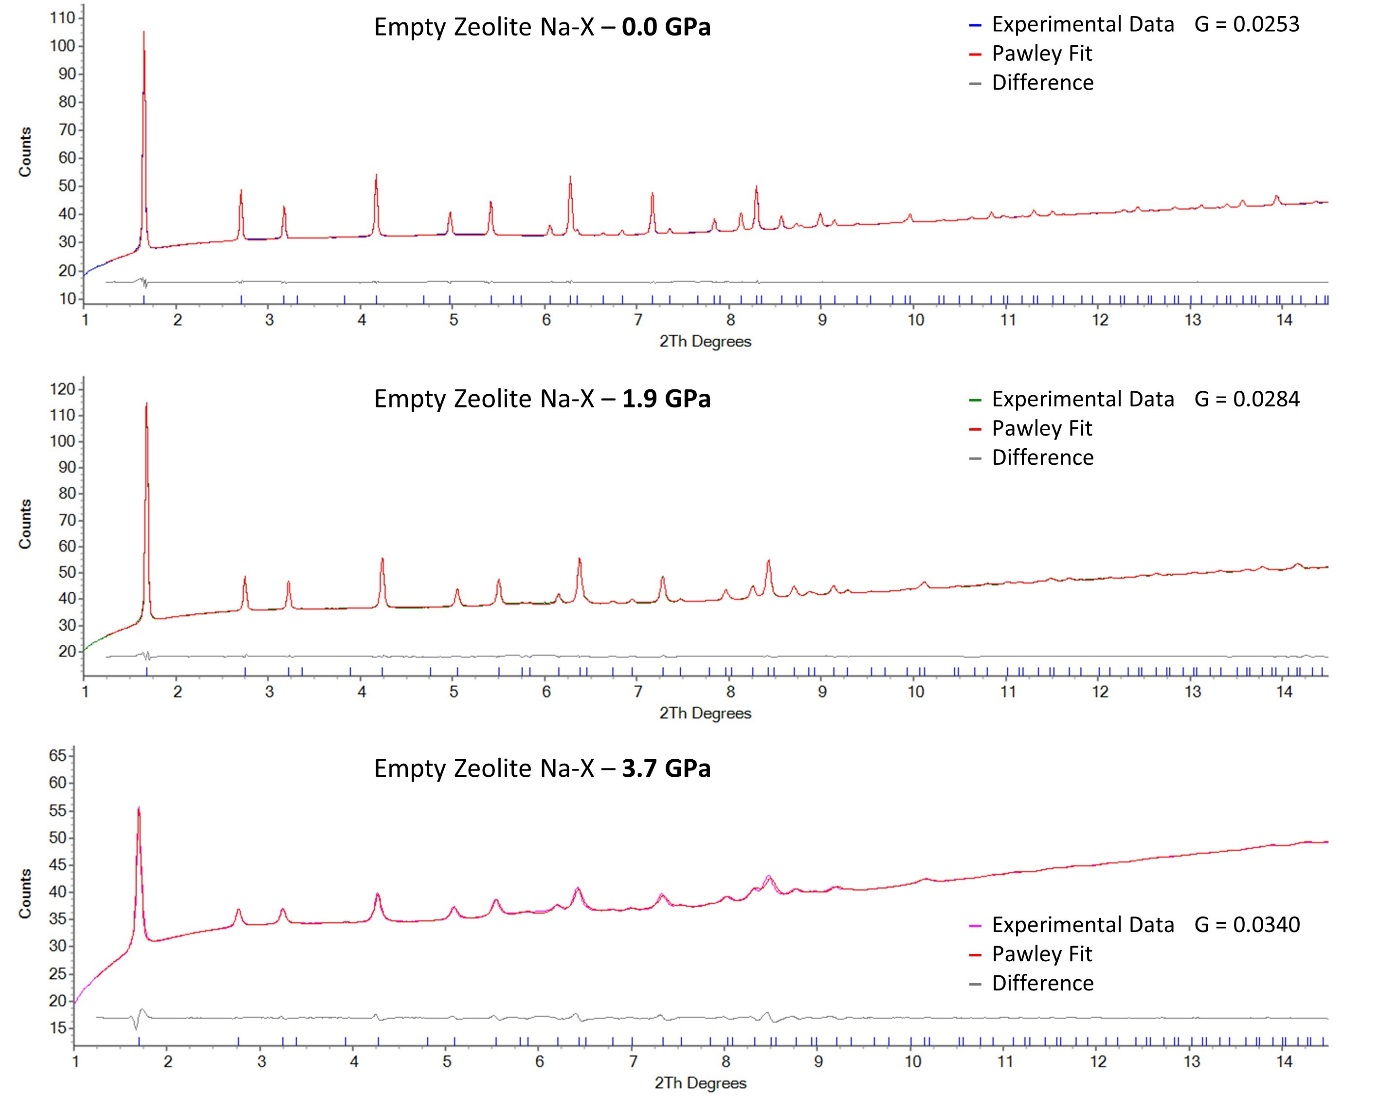 Empty Zeolite Na-X – 0.0 GPa
Experimental Data G = 0.0253
Pawley Fit
Difference
110
100
90
80
70
60
50
40
30
20
10
Counts
1 2 3 4 5 6 7 8 9 10 11 12 13 14
2Th Degrees
Empty Zeolite Na-X – 1.9 GPa
Experimental Data G = 0.0284
Pawley Fit
Difference
120
110
100
90
80
70
60
50
40
30
20
Counts
1 2 3 4 5 6 7 8 9 10 11 12 13 14
2Th Degrees
Empty Zeolite Na-X – 3.7 GPa
65
60
55
50
45
40
35
30
25
20
15
Counts
Experimental Data G = 0.0340
Pawley Fit
Difference
1 2 3 4 5 6 7 8 9 10 11 12 13 14
2Th Degrees